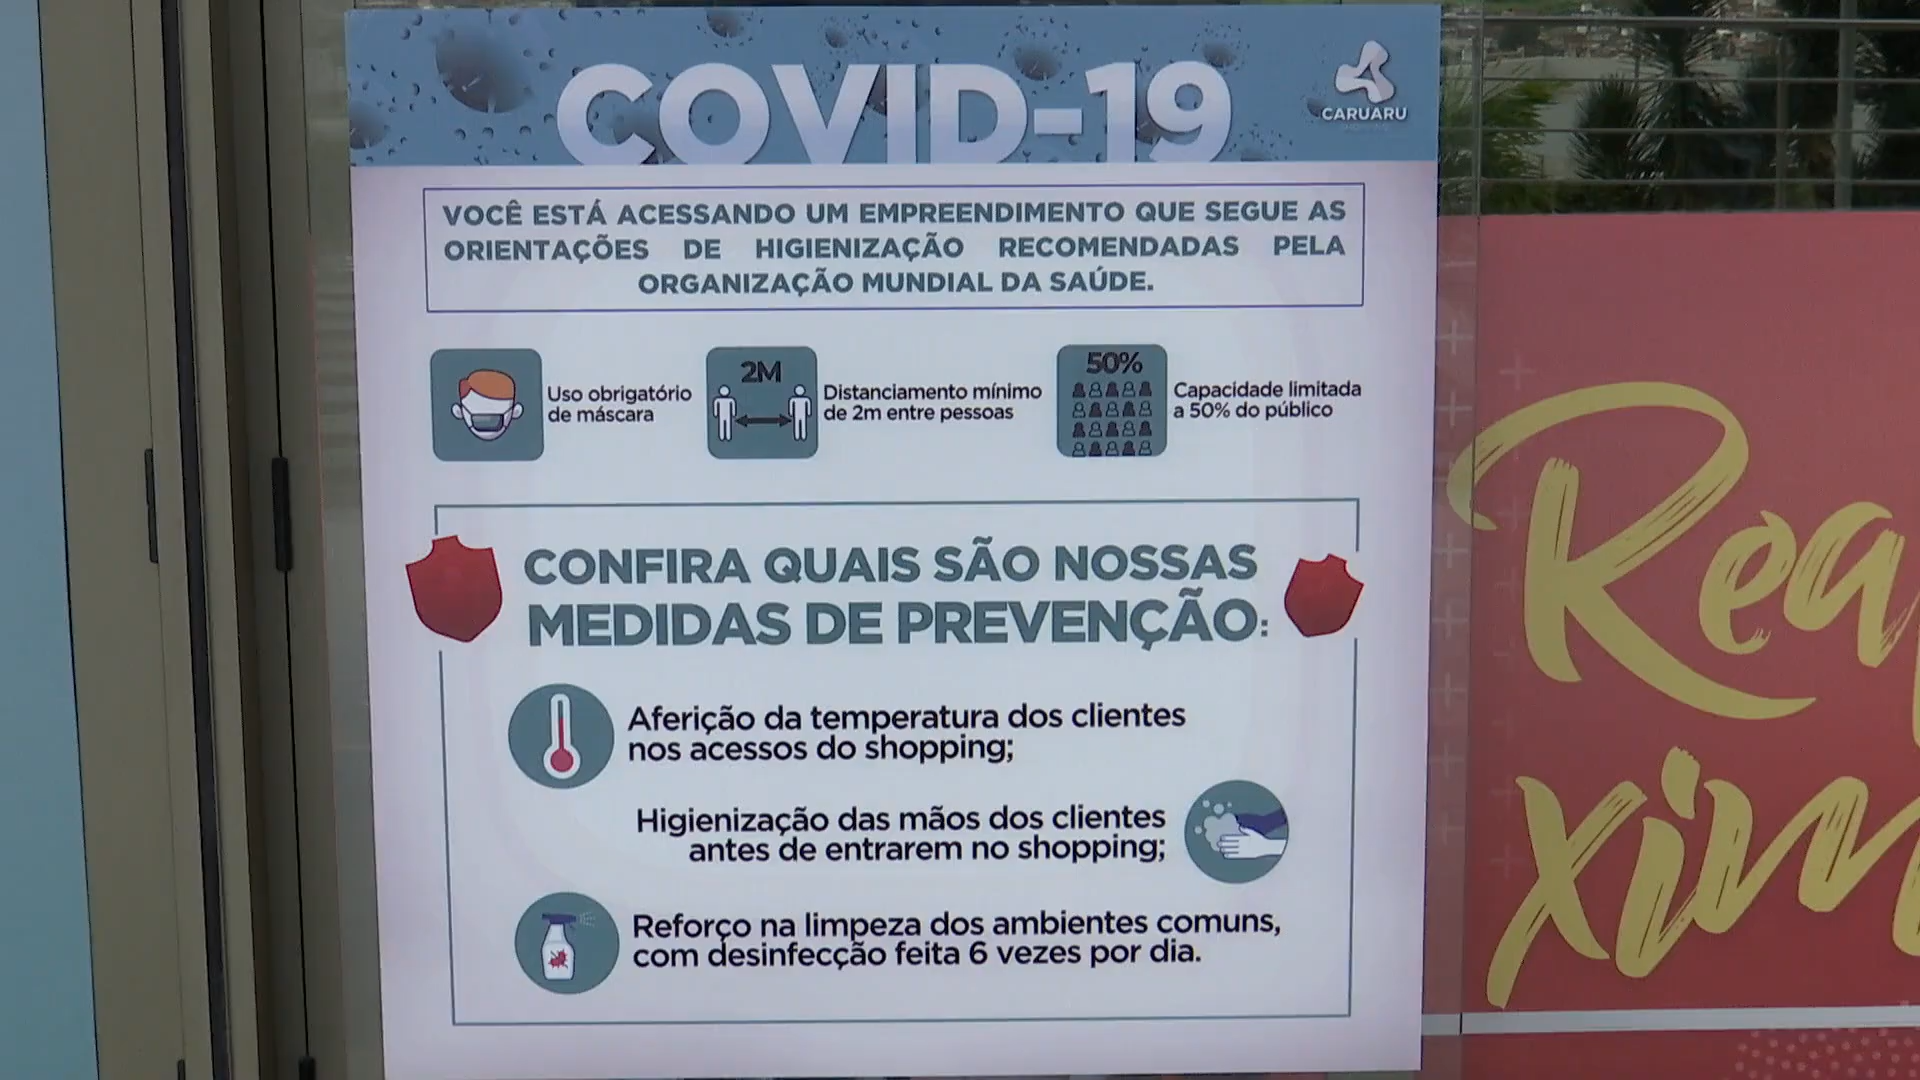 COVID-19
CARUARU
VOCÊ ESTÁ ACESSANDO UM EMPREENDIMENTO QUE SEGUE AS
ORIENTAÇÕES DE HIGIENIZAÇÃO RECOMENDADAS PELA
ORGANIZAÇÃO MUNDIAL DA SAÚDE.
Uso obrigatório
de máscara
2M
Distanciamento mínimo
de 2m entre pessoas
50%
Capacidade limitada
a 50% do público
CONFIRA QUAIS SÃO NOSSAS
MEDIDAS DE PREVENÇÃO:
Aferição da temperatura dos clientes
nos acessos do shopping;
Higienização das mãos dos clientes
antes de entrarem no shopping;
Reforço na limpeza dos ambientes comuns,
com desinfecção feita 6 vezes por dia.